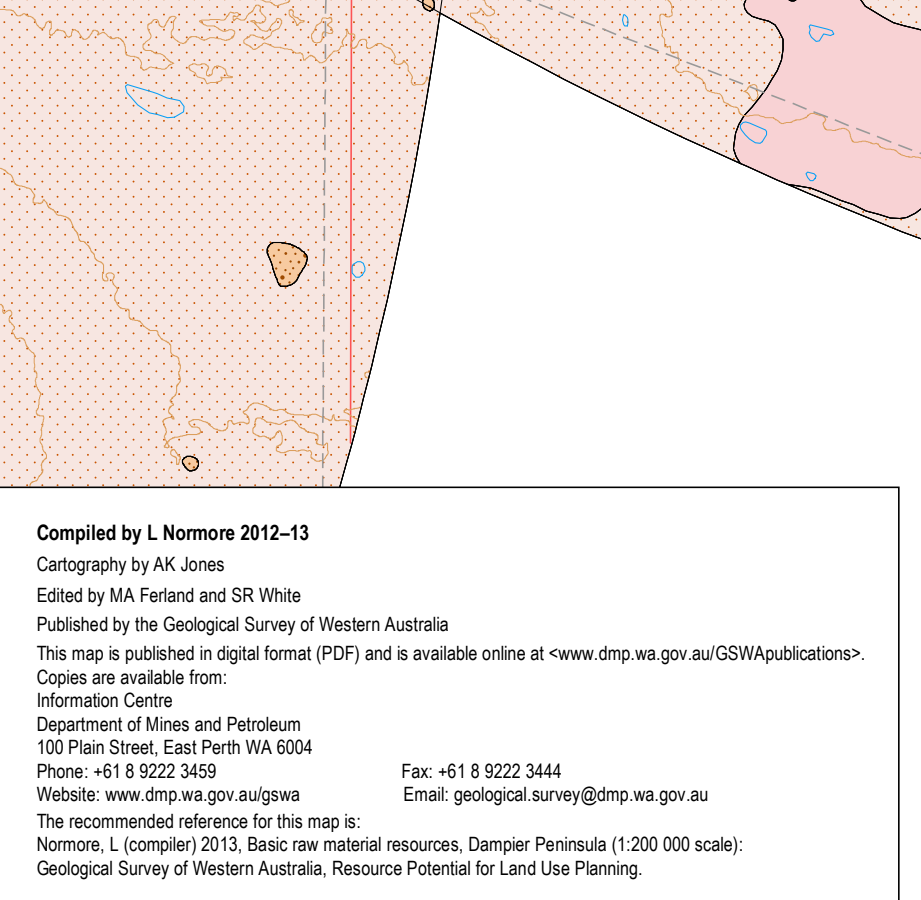 Compiled by L Normore 2012–13
Cartography by AK Jones
Edited by MA Ferland and SR White
Published by the Geological Survey of Western Australia
This map is published in digital format (PDF) and is available online at <www.dmp.wa.gov.au/GSWApublications>.
Copies are available from:
Information Centre
Department of Mines and Petroleum
100 Plain Street, East Perth WA 6004
Phone: +61 8 9222 3459 Fax: +61 8 9222 3444
Website: www.dmp.wa.gov.au/gswa Email: geological.survey@dmp.wa.gov.au
The recommended reference for this map is:
Normore, L (compiler) 2013, Basic raw material resources, Dampier Peninsula (1:200 000 scale):
Geological Survey of Western Australia, Resource Potential for Land Use Planning.